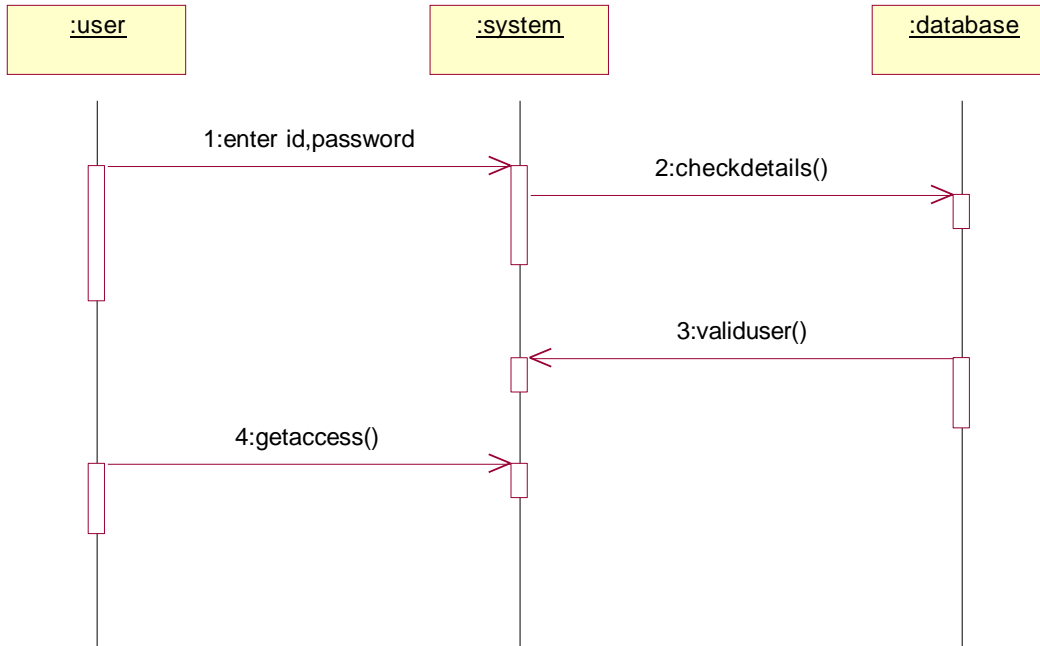 :user
:system
:database
1:enter id,password
2:checkdetails()
3:validuser()
4:getaccess()